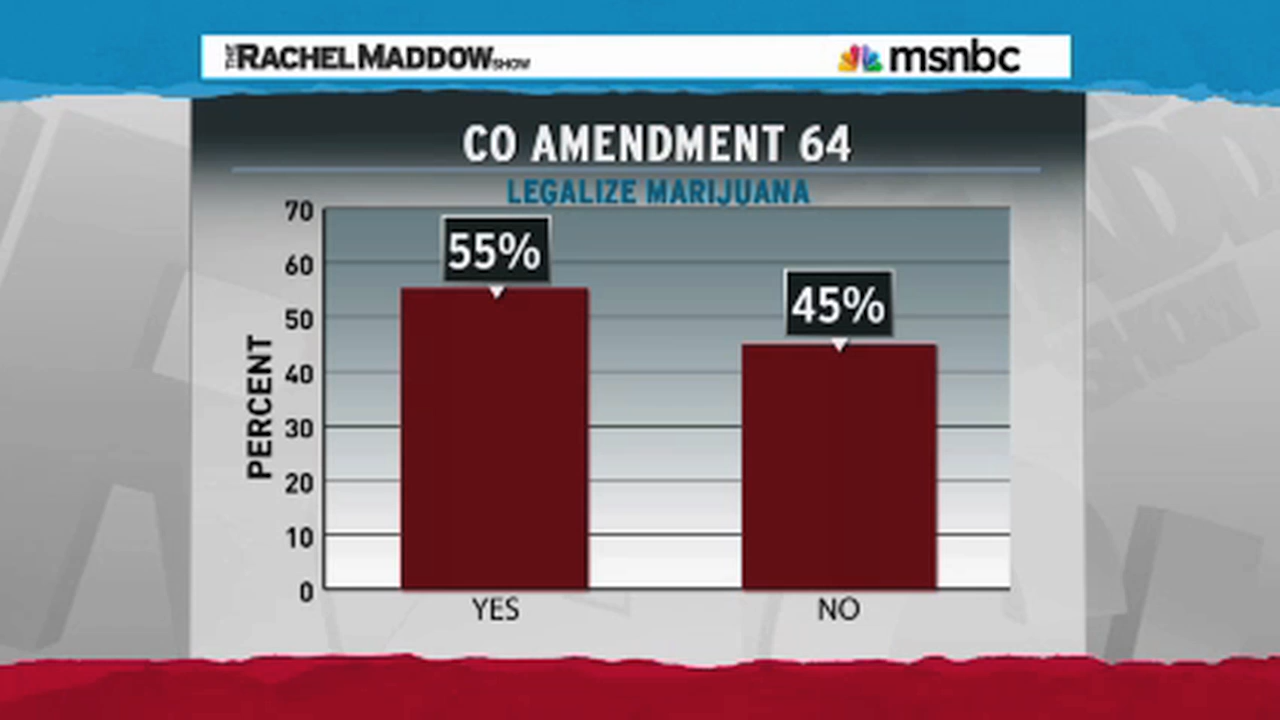 THE RACHEL MADDOW SHOW
msnbc
CO AMENDMENT 64
LEGALIZE MARIJUANA
PERCENT
70
60
50
40
30
20
10
0
55%
45%
YES
NO